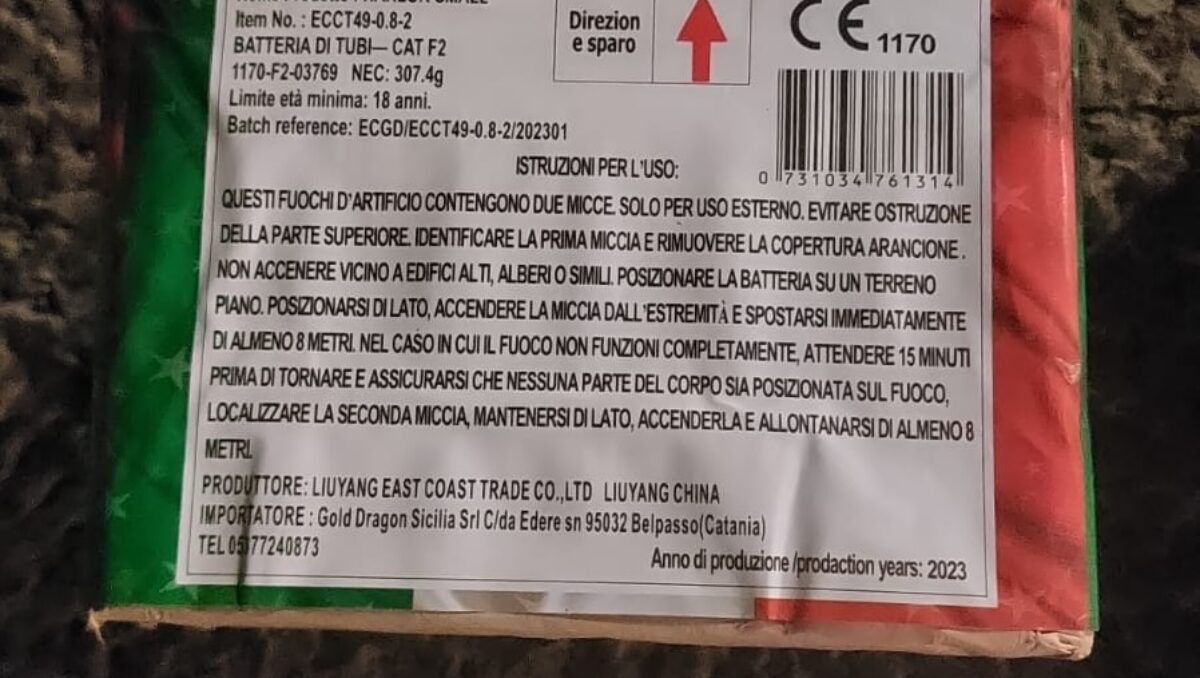 Item No. : ECCT49-0.8-2
BATTERIA DI TUBI— CAT F2
1170-F2-03769 NEC: 307.4g
Limite età minima: 18 anni.
Batch reference: ECGD/ECCT49-0.8-2/202301
Direzion
e sparo
CE 1170
0 731034 761314
ISTRUZIONI PER L'USO:
QUESTI FUOCHI D'ARTIFICIO CONTENGONO DUE MICCE. SOLO PER USO ESTERNO. EVITARE OSTRUZIONE
DELLA PARTE SUPERIORE. IDENTIFICARE LA PRIMA MICCIA E RIMUOVERE LA COPERTURA ARANCIONE.
NON ACCENERE VICINO A EDIFICI ALTI, ALBERI O SIMILI. POSIZIONARE LA BATTERIA SU UN TERRENO
PIANO. POSIZIONARSI DI LATO, ACCENDERE LA MICCIA DALL'ESTREMITÀ E SPOSTARSI IMMEDIATAMENTE
DI ALMENO 8 METRI. NEL CASO IN CUI IL FUOCO NON FUNZIONI COMPLETAMENTE, ATTENDERE 15 MINUTI
PRIMA DI TORNARE E ASSICURARSI CHE NESSUNA PARTE DEL CORPO SIA POSIZIONATA SUL FUOCO,
LOCALIZZARE LA SECONDA MICCIA, MANTENERSI DI LATO, ACCENDERLA E ALLONTANARSI DI ALMENO 8
METRI.
PRODUTTORE: LIUYANG EAST COAST TRADE CO.,LTD LIUYANG CHINA
IMPORTATORE : Gold Dragon Sicilia Srl C/da Edere sn 95032 Belpasso(Catania)
TEL 0577240873
Anno di produzione /prodaction years: 2023